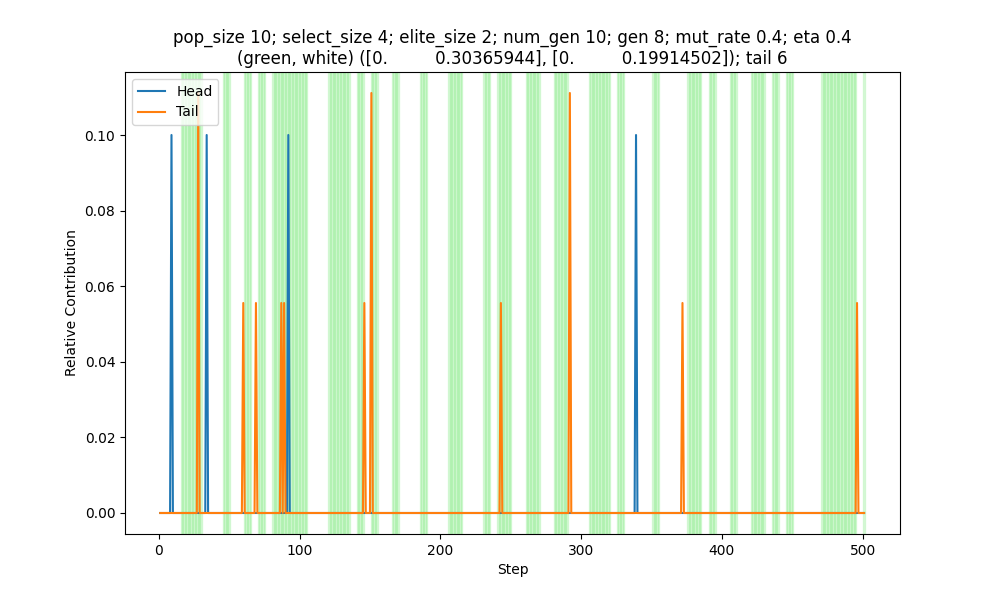 pop_size 10; select_size 4; elite_size 2; num_gen 10; gen 8; mut_rate 0.4; eta 0.4
(green, white) ([0.          0.30365944], [0.          0.19914502]); tail 6
Head
Tail
0.10
0.08
0.06
0.04
0.02
0.00
Relative Contribution
0 100 200 300 400 500
Step